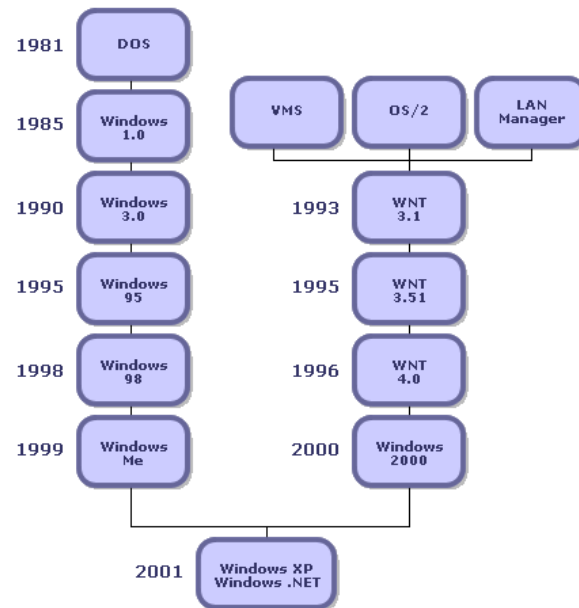 1981
DOS
1985
Windows
1.0
VMS
OS/2
LAN
Manager
1990
Windows
3.0
1993
WNT
3.1
1995
Windows
95
1995
WNT
3.51
1998
Windows
98
1996
WNT
4.0
1999
Windows
Me
2000
Windows
2000
2001
Windows XP
Windows .NET